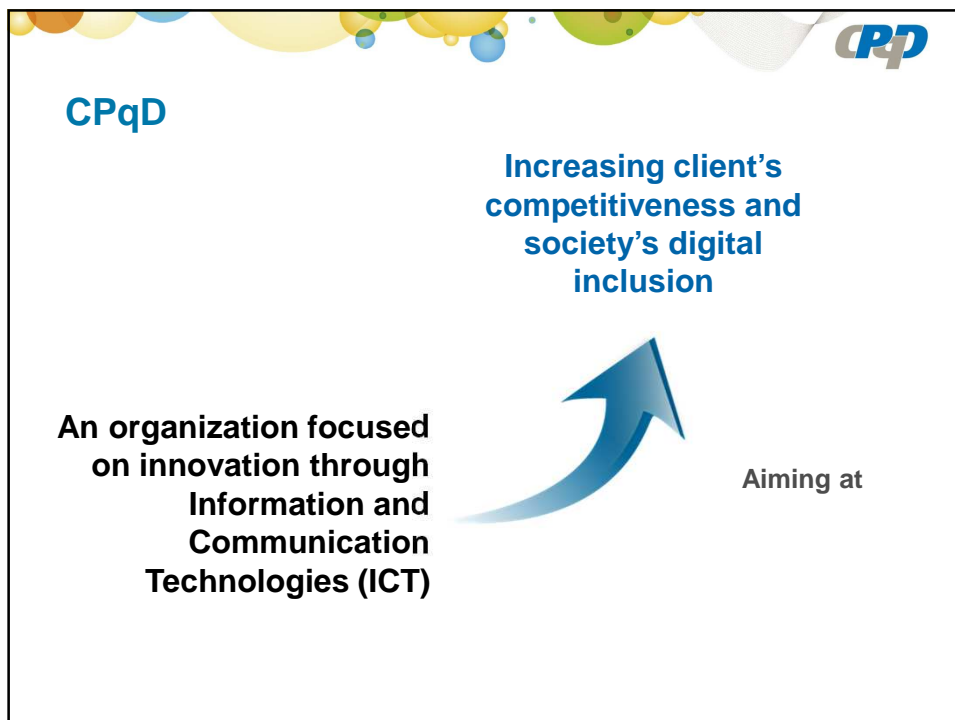 CPqD
CPqD
Increasing client’s
competitiveness and
society’s digital
inclusion
An organization focused
on innovation through
Information and
Communication
Technologies (ICT)
Aiming at